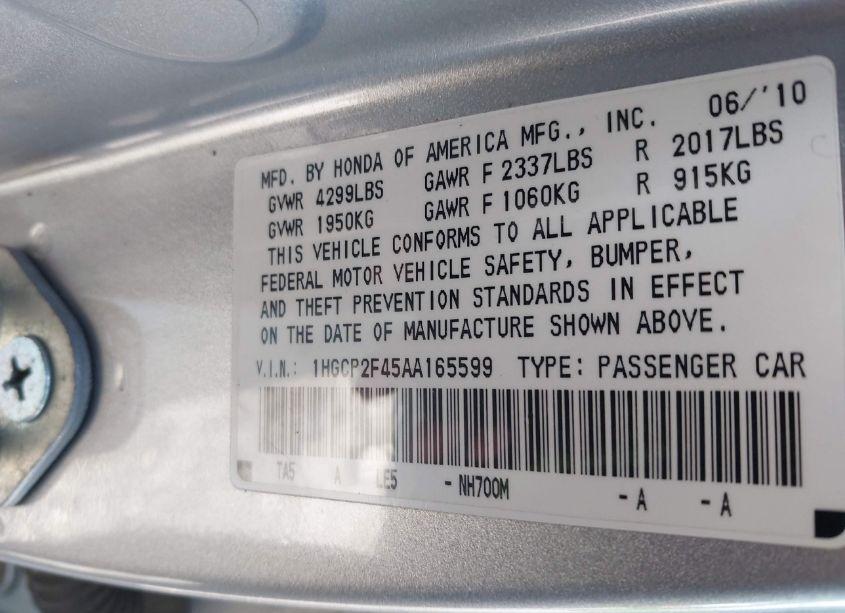 06/'10
MFD. BY HONDA OF AMERICA MFG., INC.
GVWR 4299LBS GAWR F 2337LBS R 2017LBS
GVWR 1950KG GAWR F 1060KG R 915KG
THIS VEHICLE CONFORMS TO ALL APPLICABLE
FEDERAL MOTOR VEHICLE SAFETY, BUMPER,
AND THEFT PREVENTION STANDARDS IN EFFECT
ON THE DATE OF MANUFACTURE SHOWN ABOVE.
V.I.N.: 1HGCP2F45AA165599 TYPE: PASSENGER CAR
TA5 A LE5 -NH700M -A -A